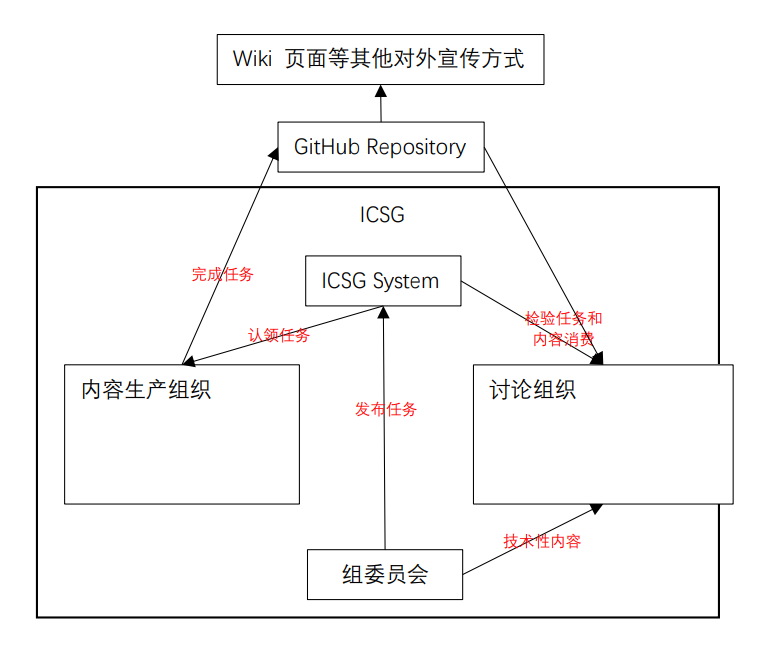 Wiki 页面等其他对外宣传方式
GitHub Repository
ICSG
完成任务
ICSG System
检验任务和
内容消费
认领任务
内容生产组织
讨论组织
发布任务
技术性内容
组委员会